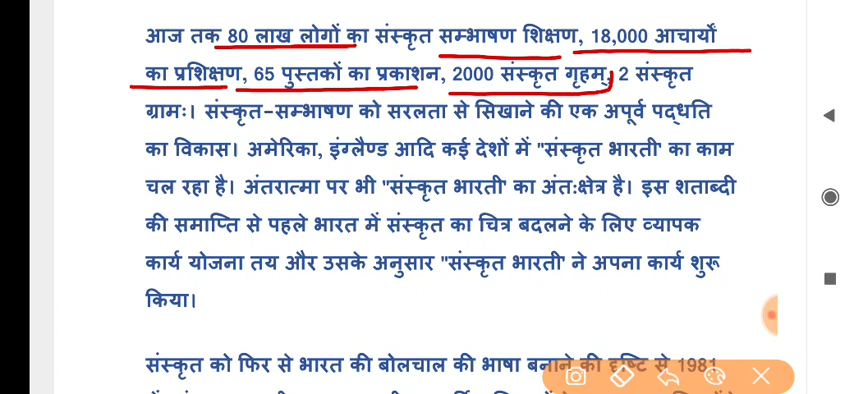 आज तक 80 लाख लोगों का संस्कृत सम्भाषण शिक्षण, 18,000 आचार्यों
का प्रशिक्षण, 65 पुस्तकों का प्रकाशन, 2000 संस्कृत गृहम्, 2 संस्कृत
ग्रामः। संस्कृत-सम्भाषण को सरलता से सिखाने की एक अपूर्व पद्धति
का विकास। अमेरिका, इंग्लैण्ड आदि कई देशों में "संस्कृत भारती' का काम
चल रहा है। अंतरात्मा पर भी "संस्कृत भारती' का अंत:क्षेत्र है। इस शताब्दी
की समाप्ति से पहले भारत में संस्कृत का चित्र बदलने के लिए व्यापक
कार्य योजना तय और उसके अनुसार "संस्कृत भारती' ने अपना कार्य शुरू
किया।
संस्कृत को फिर से भारत की बोलचाल की भाषा बनाने की दृष्टि से 1981